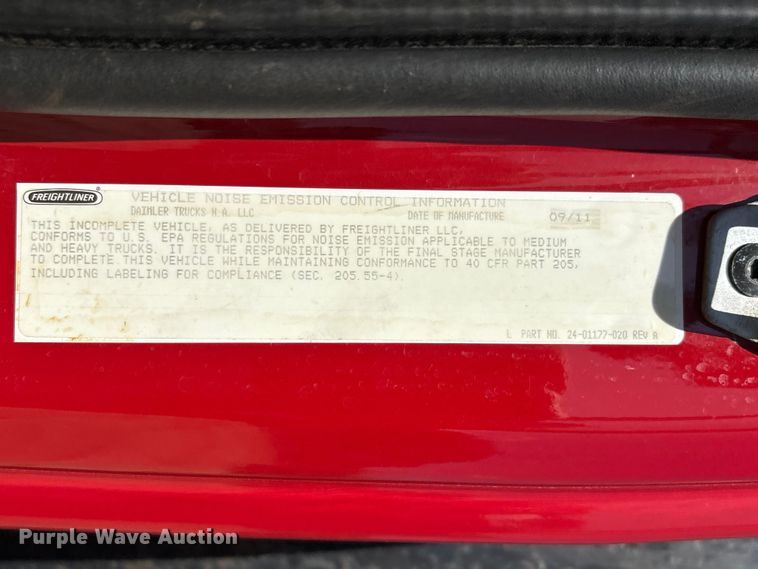 FREIGHTLINER
VEHICLE NOISE EMISSION CONTROL INFORMATION
DAIMLER TRUCKS N.A. LLC DATE OF MANUFACTURE 09/11
THIS INCOMPLETE VEHICLE, AS DELIVERED BY FREIGHTLINER LLC,
CONFORMS TO U.S. EPA REGULATIONS FOR NOISE EMISSION APPLICABLE TO MEDIUM
AND HEAVY TRUCKS. IT IS THE RESPONSIBILITY OF THE FINAL STAGE MANUFACTURER
TO COMPLETE THIS VEHICLE WHILE MAINTAINING CONFORMANCE TO 40 CFR PART 205,
INCLUDING LABELING FOR COMPLIANCE (SEC. 205.55-4).
L PART NO. 24-01177-020 REV A
Purple Wave Auction